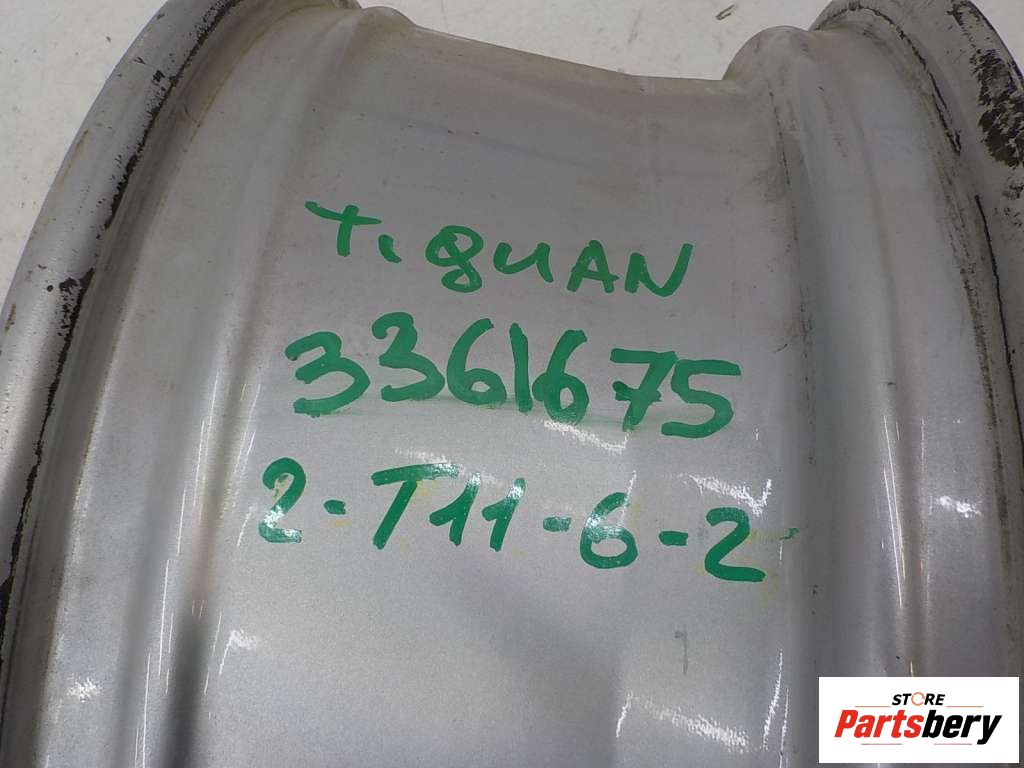 TiguAN
3361675
2-T11-6-2
STORE
Partsbery